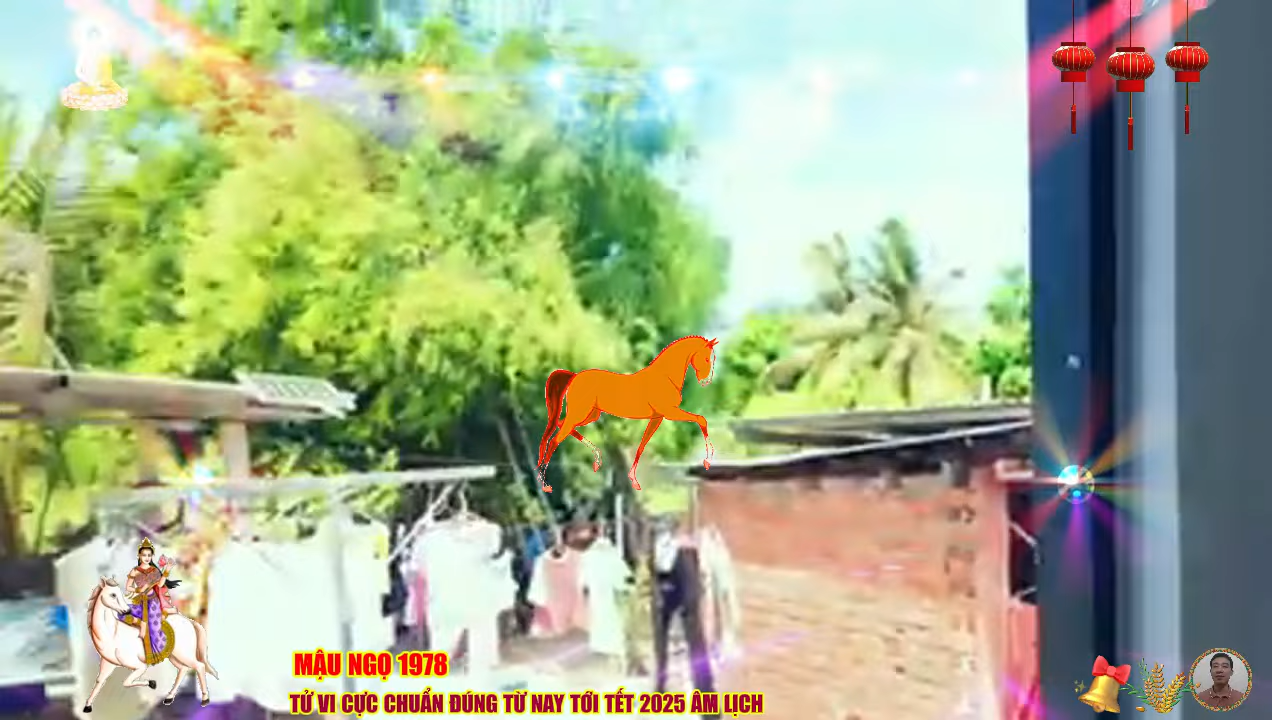 MẬU NGỌ 1978
TỬ VI CỰC CHUẨN ĐÚNG TỪ NAY TỚI TẾT 2025 ÂM LỊCH